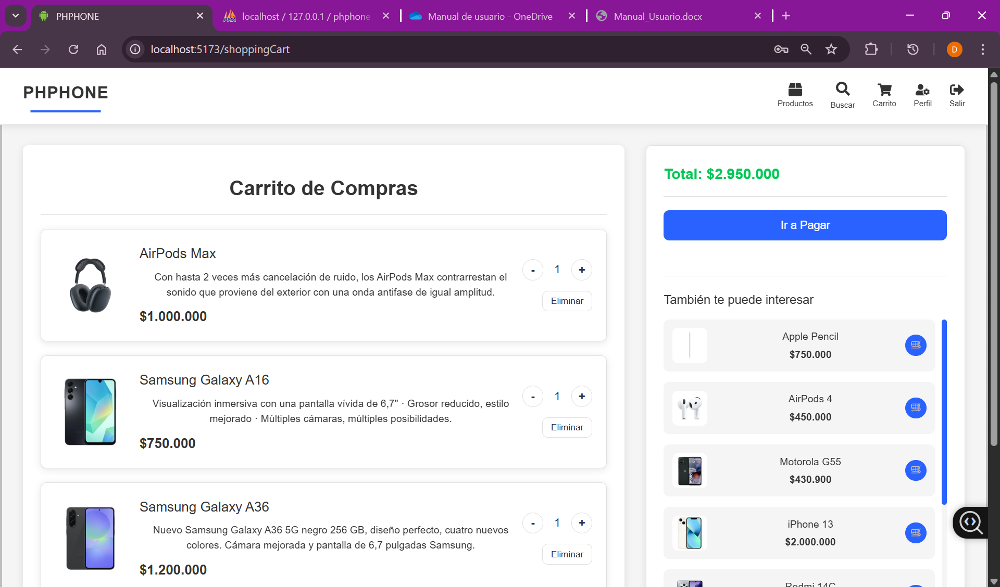 PHPHONE
localhost / 127.0.0.1 / phphone
Manual de usuario - OneDrive
Manual_Usuario.docx
localhost:5173/shoppingCart
D
PHPHONE
Productos
Buscar
Carrito
Perfil
Salir
Carrito de Compras
AirPods Max
Con hasta 2 veces más cancelación de ruido, los AirPods Max contrarrestan el
sonido que proviene del exterior con una onda antifase de igual amplitud.
$1.000.000
- 1 +
Eliminar
Samsung Galaxy A16
Visualización inmersiva con una pantalla vívida de 6,7" · Grosor reducido, estilo
mejorado · Múltiples cámaras, múltiples posibilidades.
$750.000
- 1 +
Eliminar
Samsung Galaxy A36
Nuevo Samsung Galaxy A36 5G negro 256 GB, diseño perfecto, cuatro nuevos
colores. Cámara mejorada y pantalla de 6,7 pulgadas Samsung.
$1.200.000
- 1 +
Eliminar
Total: $2.950.000
Ir a Pagar
También te puede interesar
Apple Pencil
$750.000
AirPods 4
$450.000
Motorola G55
$430.900
iPhone 13
$2.000.000
Redmi 14C